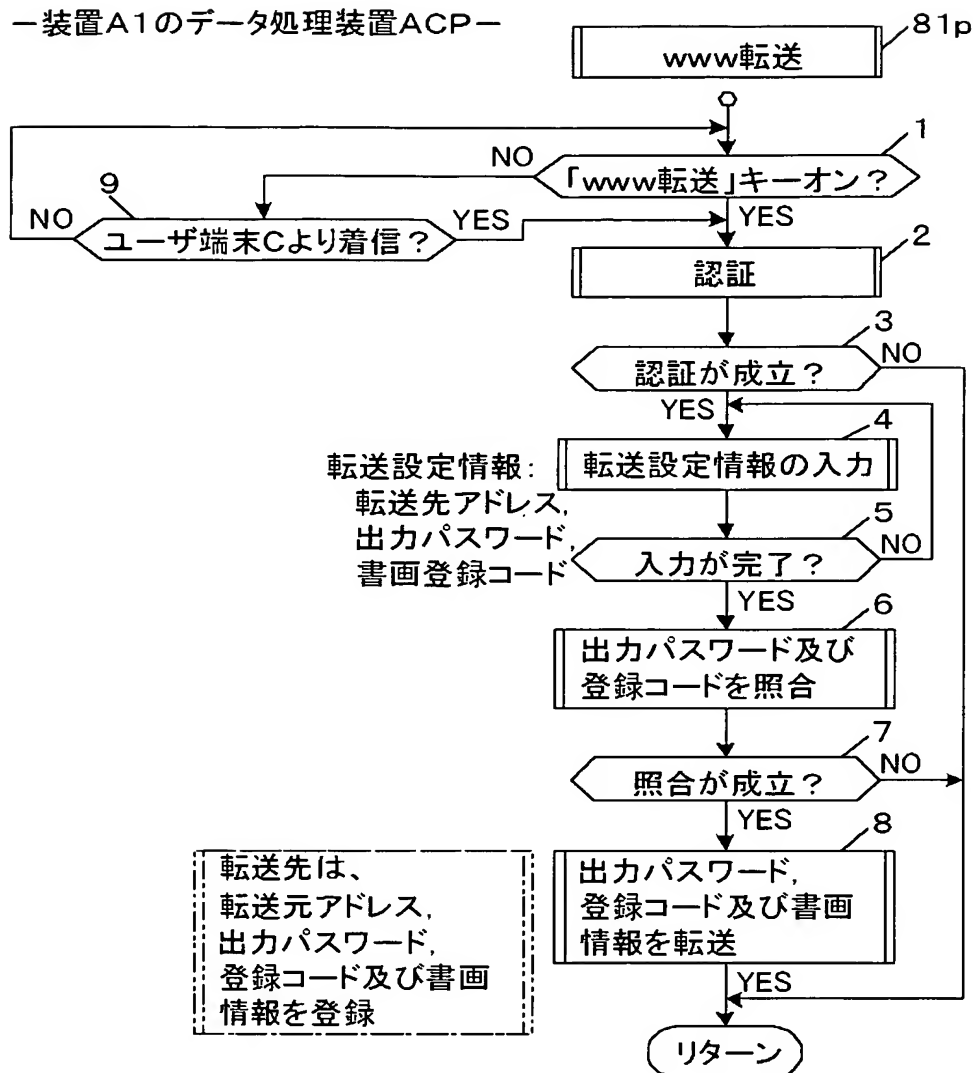 －装置A1のデータ処理装置ACP－
81p
www転送
1
NO
「www転送」キーオン？
9
NO
YES
YES
ユーザ端末Cより着信？
2
認証
3
認証が成立？
NO
YES
4
転送設定情報：
転送先アドレス，
出力パスワード，
書画登録コード
転送設定情報の入力
5
入力が完了？
NO
YES
6
出力パスワード及び
登録コードを照合
7
照合が成立？
NO
YES
8
出力パスワード，
登録コード及び書画
情報を転送
転送先は、
転送元アドレス，
出力パスワード，
登録コード及び書画
情報を登録
YES
リターン